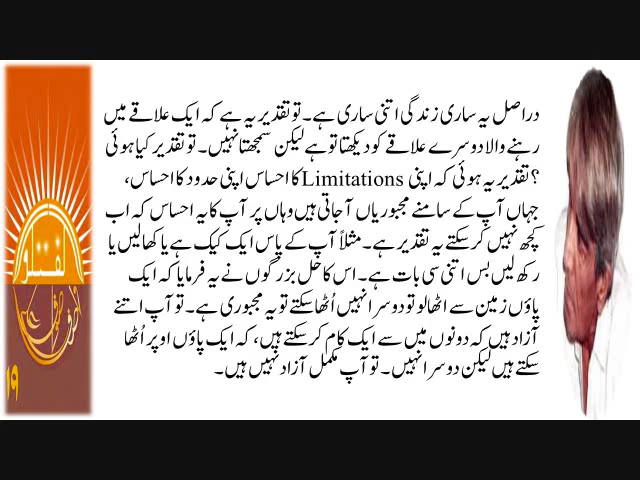 دراصل یہ ساری زندگی اتنی ساری ہے۔ تو تقدیر یہ ہے کہ ایک علاقے میں
رہنے والا دوسرے علاقے کو دیکھتا تو ہے لیکن سمجھتا نہیں۔ تو تقدیر کیا ہوئی
؟ تقدیر یہ ہوئی کہ اپنی Limitations کا احساس اپنی حدود کا احساس،
جہاں آپ کے سامنے مجبوریاں آ جاتی ہیں وہاں پر آپ کا یہ احساس کہ اب
کچھ نہیں کر سکتے یہ تقدیر ہے۔ مثلاً آپ کے پاس ایک کیک ہے یا کھا لیں یا
رکھ لیں بس اتنی سی بات ہے۔ اس کا حل بزرگوں نے یہ فرمایا کہ ایک
پاؤں زمین سے اٹھا لو تو دوسرا نہیں اُٹھا سکتے تو یہ مجبوری ہے۔ تو آپ اتنے
آزاد ہیں کہ دونوں میں سے ایک کام کر سکتے ہیں، کہ ایک پاؤں اوپر اُٹھا
سکتے ہیں لیکن دوسرا نہیں۔ تو آپ مکمل آزاد نہیں ہیں۔
گفتگو
۱۹